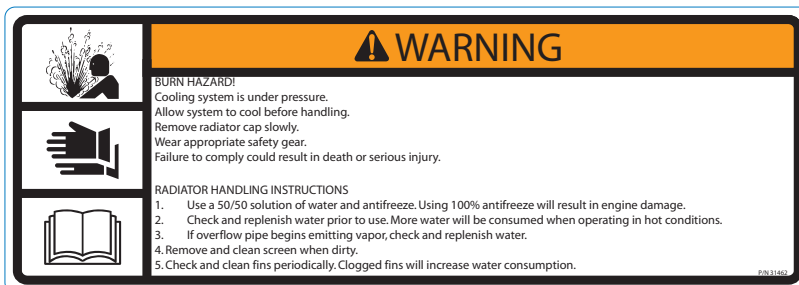 WARNING
BURN HAZARD!
Cooling system is under pressure.
Allow system to cool before handling.
Remove radiator cap slowly.
Wear appropriate safety gear.
Failure to comply could result in death or serious injury.
RADIATOR HANDLING INSTRUCTIONS
1. Use a 50/50 solution of water and antifreeze. Using 100% antifreeze will result in engine damage.
2. Check and replenish water prior to use. More water will be consumed when operating in hot conditions.
3. If overflow pipe begins emitting vapor, check and replenish water.
4. Remove and clean screen when dirty.
5. Check and clean fins periodically. Clogged fins will increase water consumption.
P/N 31462